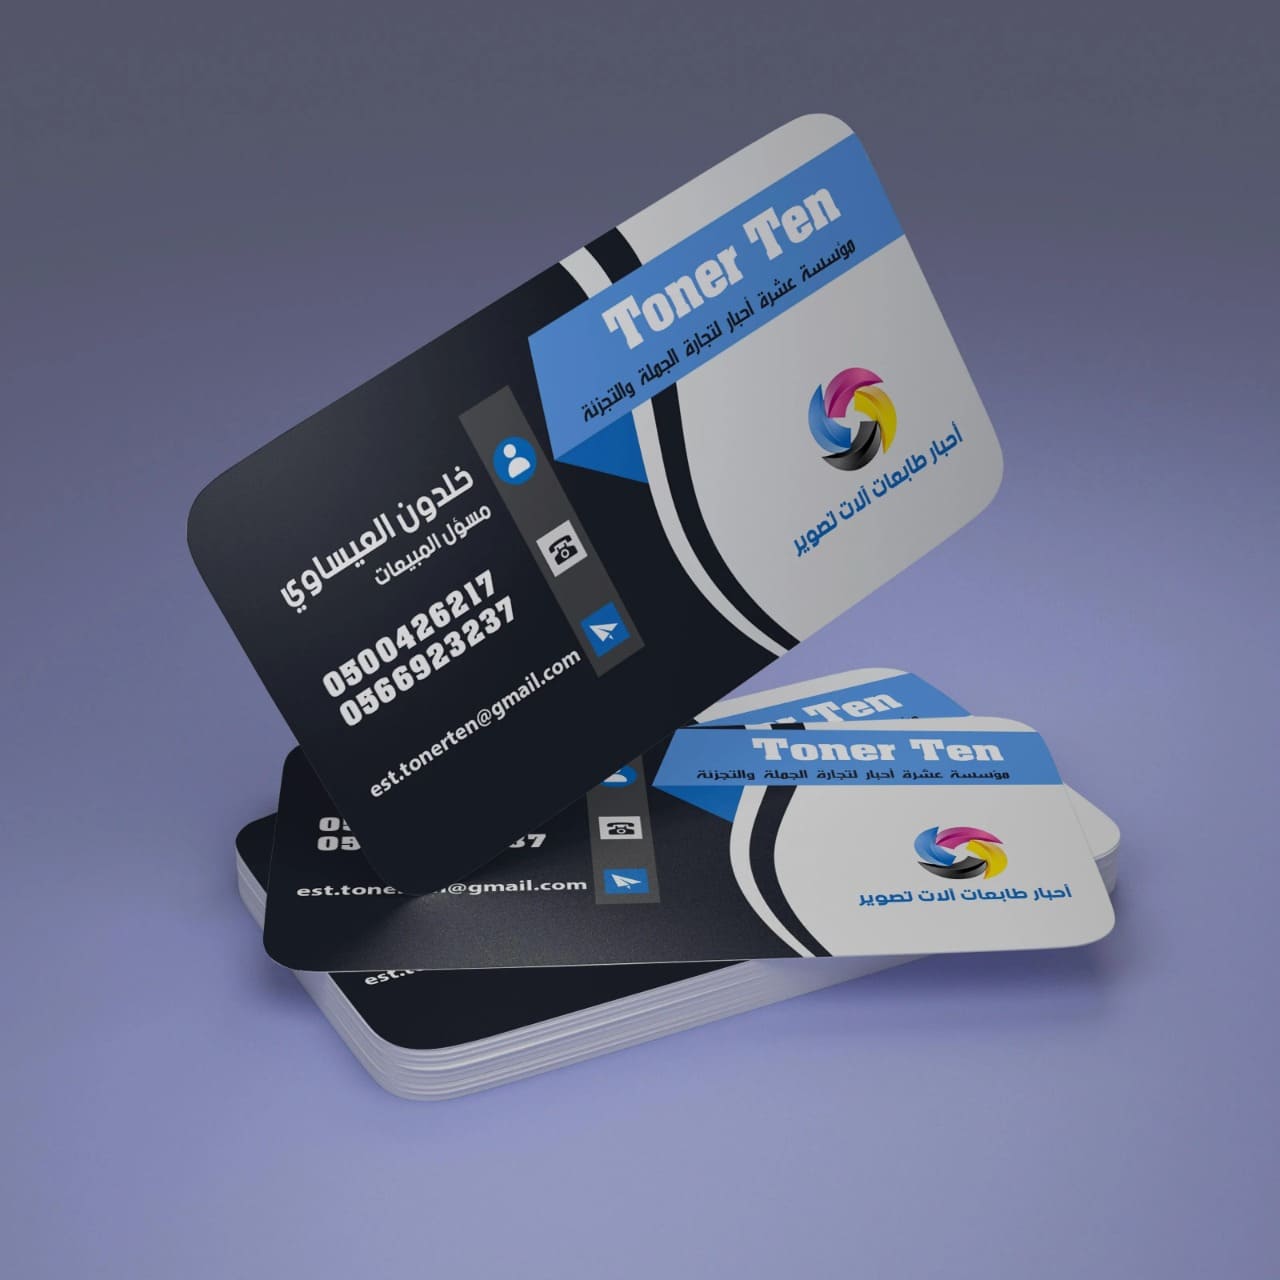 Toner Ten
مؤسسة عشرة أحبار لتجارة الجملة والتجزئة
أحبار طابعات آلات تصوير
خلدون العيساوي
مسؤل المبيعات
0500426217
0566923237
est.tonerten@gmail.com
Ten
Toner Ten
مؤسسة عشرة أحبار لتجارة الجملة والتجزئة
أحبار طابعات آلات تصوير
@gmail.com